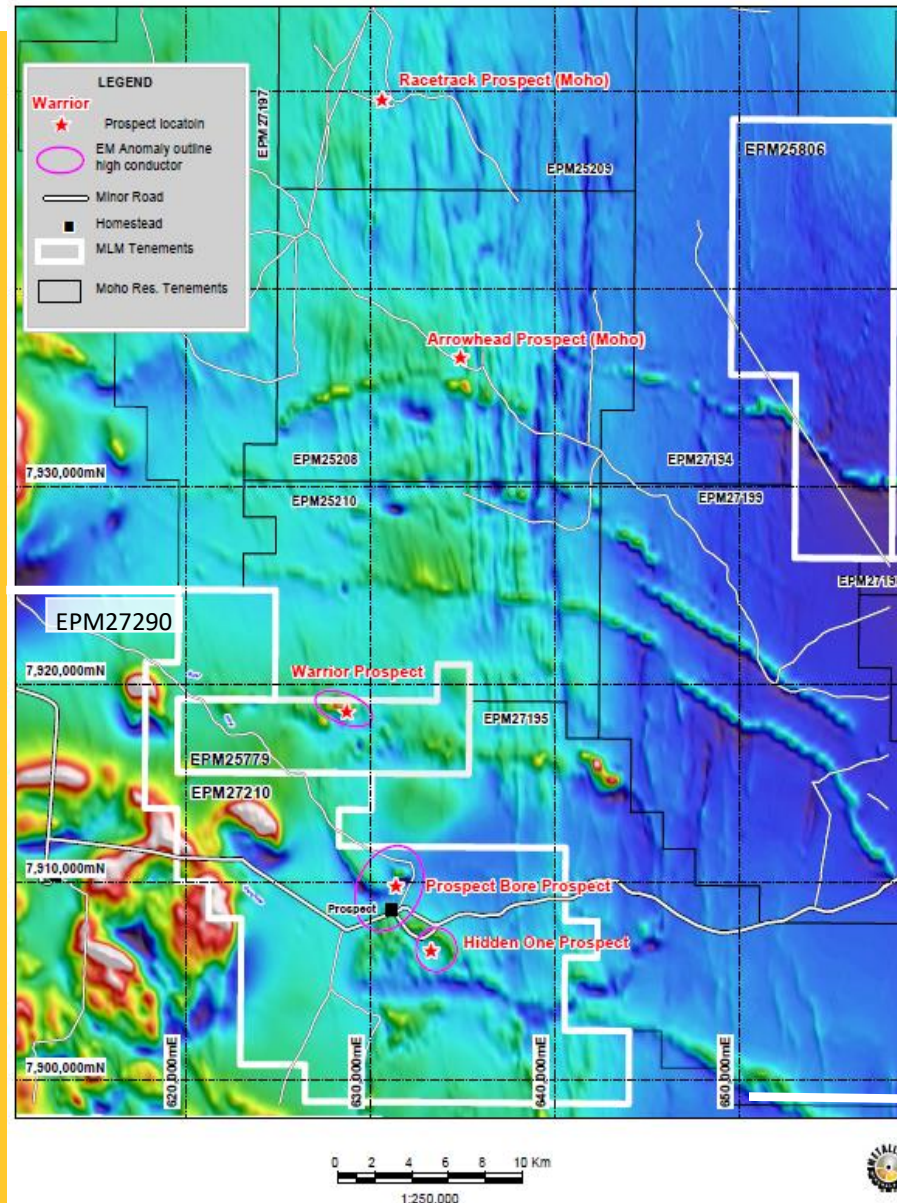 LEGEND
Warrior
Prospect locatoin
EM Anomaly outline
high conductor
Minor Road
Homestead
MLM Tenements
Moho Res. Tenements
EPM 27197
Racetrack Prospect (Moho)
EPM25209
EPM25806
Arrowhead Prospect (Moho)
7,930,000mN
EPM25208
EPM27194
EPM25210
EPM27199
EPM27290
7,920,000mN
Warrior Prospect
EPM27195
EPM25779
EPM27210
7,910,000mN
Prospect Bore Prospect
Prospect
Hidden One Prospect
7,900,000mN
620,000mE
630,000mE
640,000mE
650,000mE
0 2 4 6 8 10 Km
1:250,000